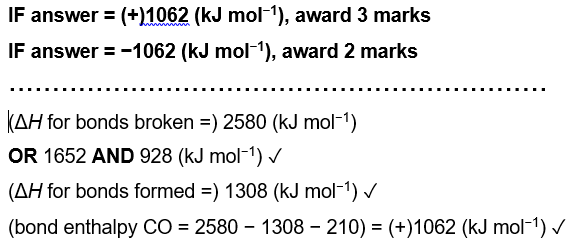 IF answer = (+)1062 (kJ mol⁻¹), award 3 marks
IF answer = −1062 (kJ mol⁻¹), award 2 marks
………………………………………………………
(ΔH for bonds broken =) 2580 (kJ mol⁻¹)
OR 1652 AND 928 (kJ mol⁻¹) ✓
(ΔH for bonds formed =) 1308 (kJ mol⁻¹) ✓
(bond enthalpy CO = 2580 − 1308 − 210) = (+)1062 (kJ mol⁻¹) ✓